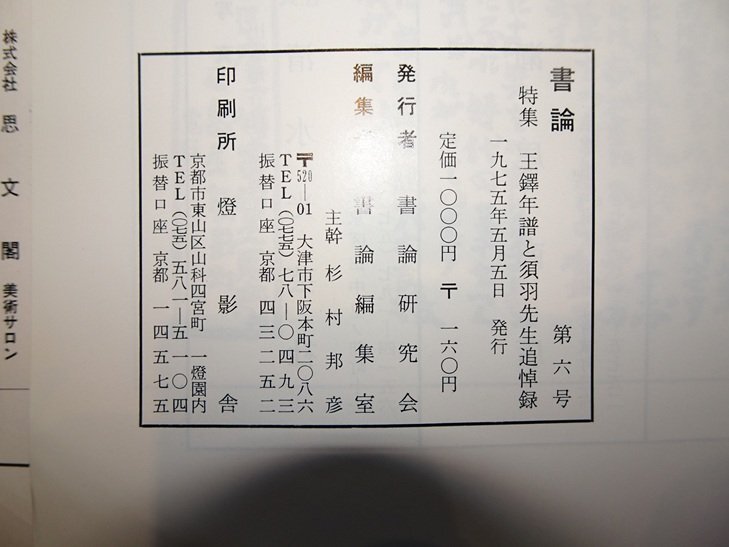 書論 第六号
特集 王鐸年譜と須羽先生追悼録
一九七五年五月五日 発行
定価一〇〇〇円 〒 一六〇円
発行者 書論研究会
編集 書論編集室
主幹 杉村邦彦
〒520―01 大津市下阪本町二〇八六
TEL(〇七五)七八―〇四九三
振替口座 京都 四三二五二
印刷所 燈影舎
京都市東山区山科四宮町 一燈園内
TEL(〇七五)五八一―五一〇四
振替口座 京都 一四五七五
株式会社 思文閣 美術サロン